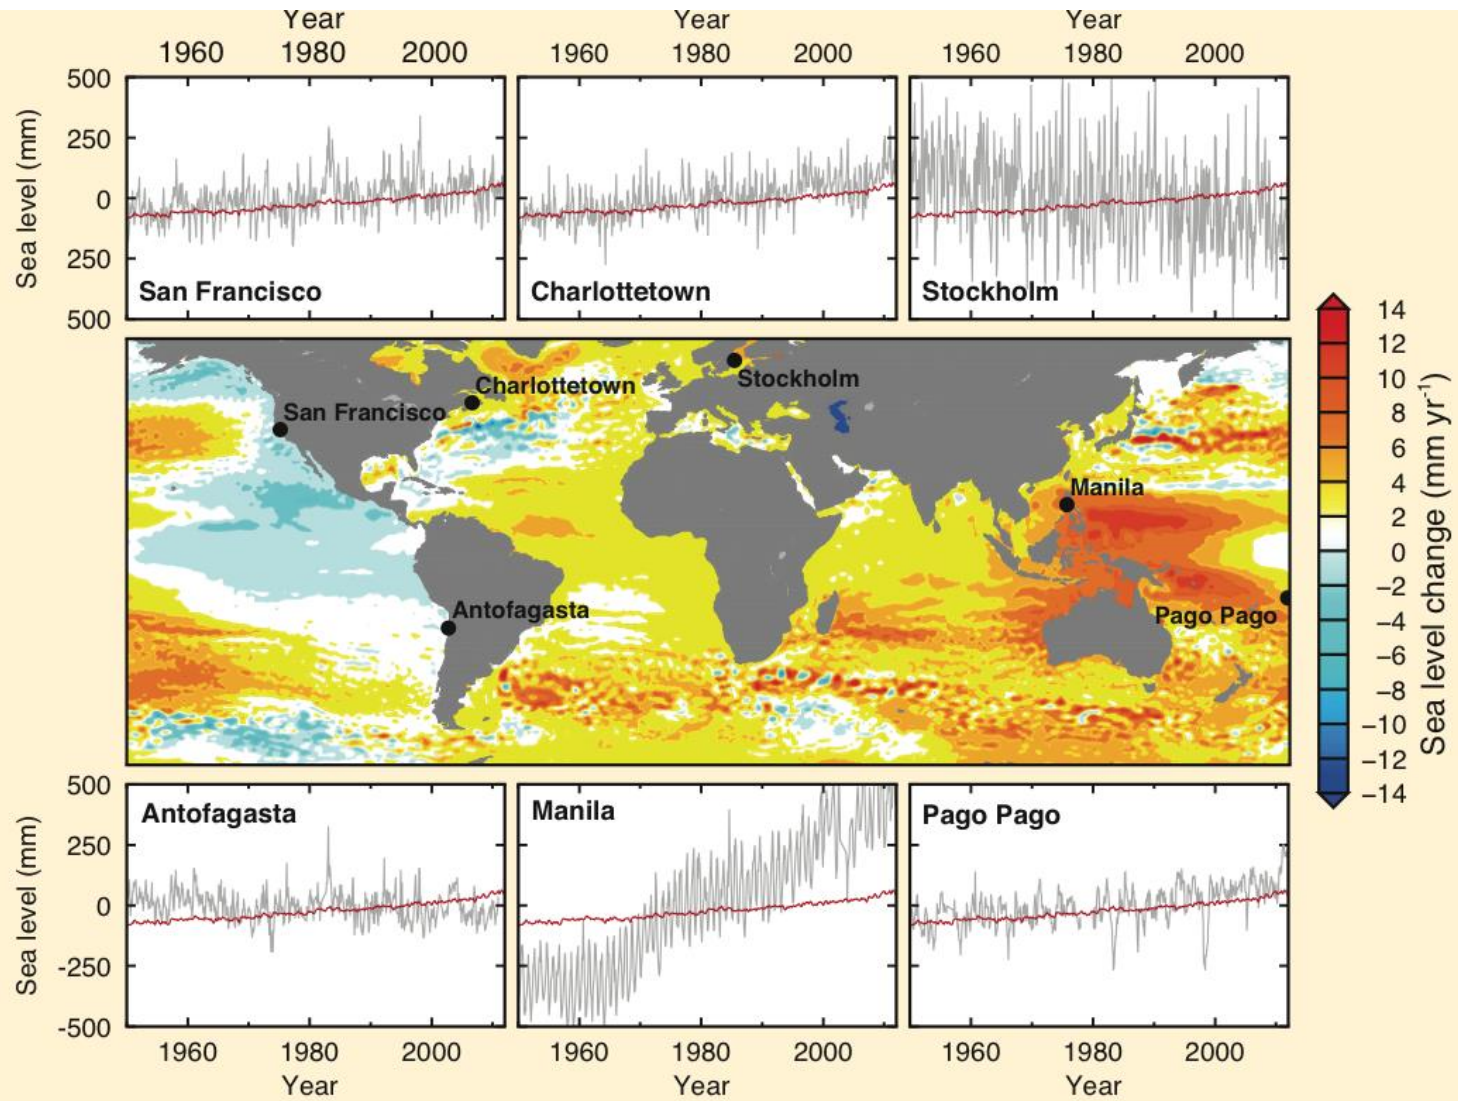 Year Year Year
1960 1980 2000 1960 1980 2000 1960 1980 2000
500
250
0
250
500
Sea level (mm)
San Francisco
Charlottetown
Stockholm
Charlottetown
Stockholm
San Francisco
Manila
Antofagasta
Pago Pago
14
12
10
8
6
4
2
0
−2
−4
−6
−8
−10
−12
−14
Sea level change (mm yr⁻¹)
500
250
0
-250
-500
Sea level (mm)
Antofagasta
Manila
Pago Pago
1960 1980 2000 1960 1980 2000 1960 1980 2000
Year Year Year